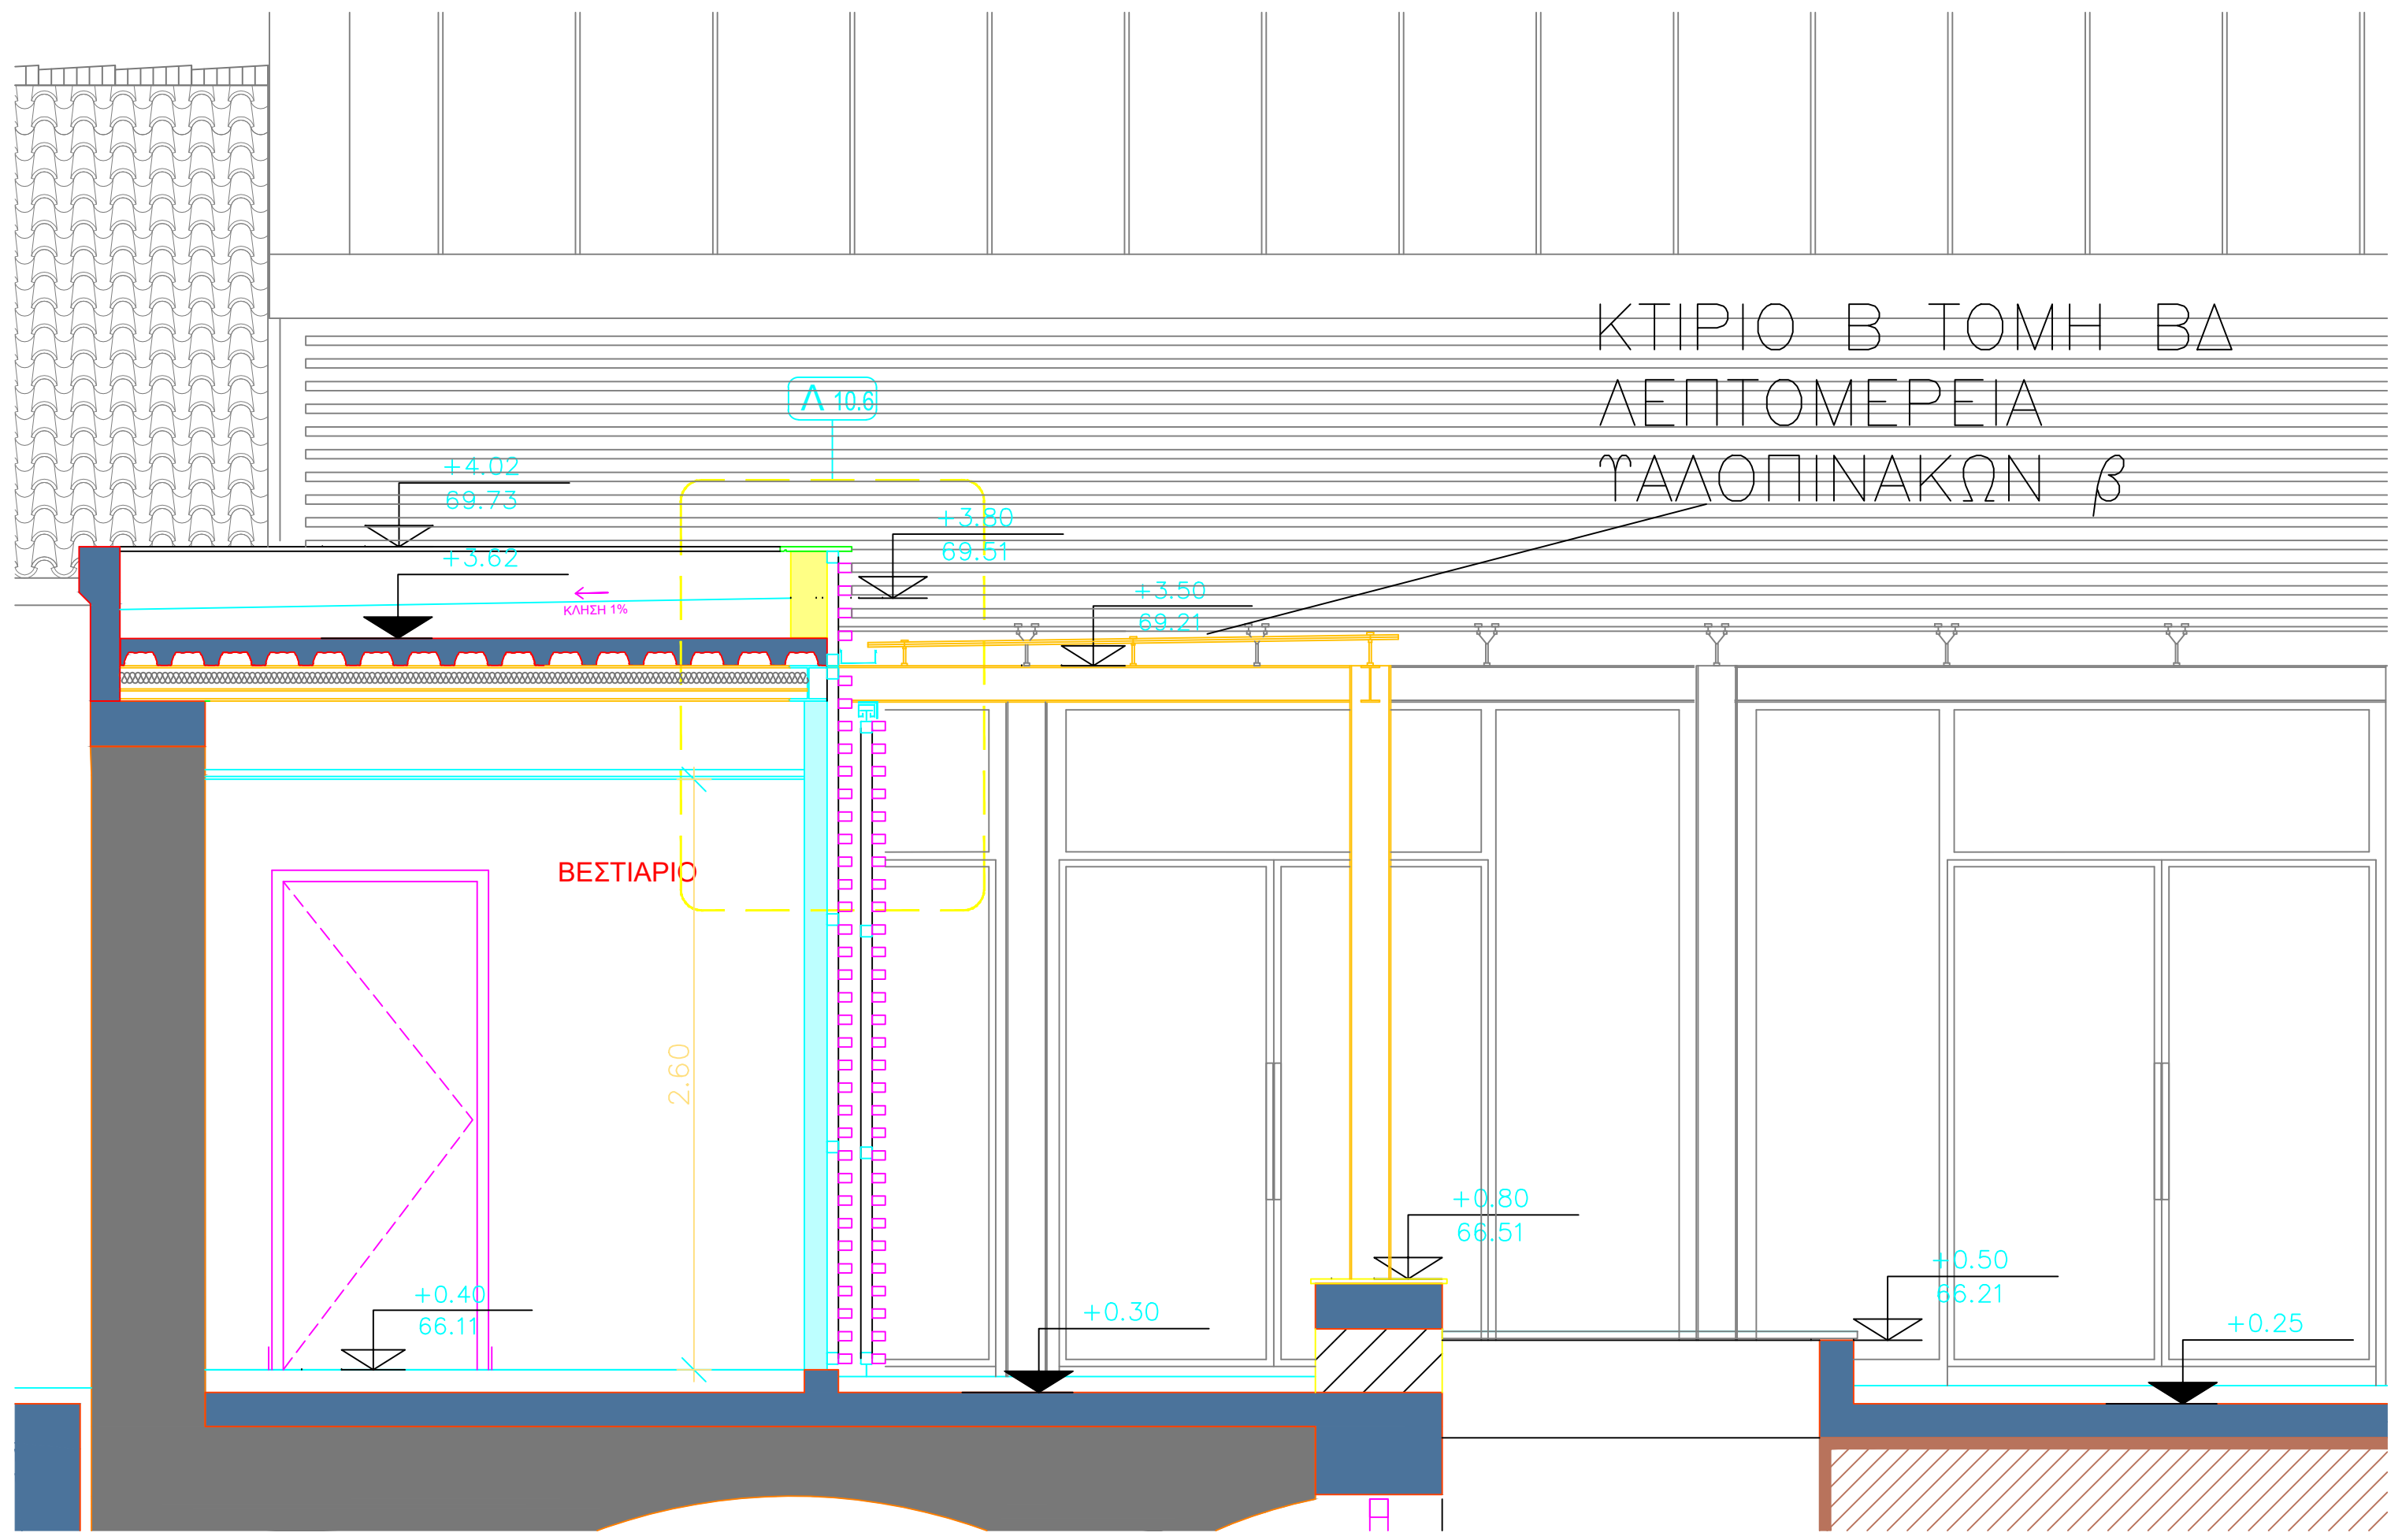 ΚΤΙΡΙΟ Β ΤΟΜΗ ΒΔ
ΛΕΠΤΟΜΕΡΕΙΑ
ΥΑΛΟΠΙΝΑΚΩΝ β
Λ 10.6
+4.02
69.73
+3.80
69.51
+3.62
ΚΛΗΣΗ 1%
+3.50
69.21
ΒΕΣΤΙΑΡΙΟ
2.60
+0.80
66.51
+0.50
66.21
+0.40
66.11
+0.30
+0.25